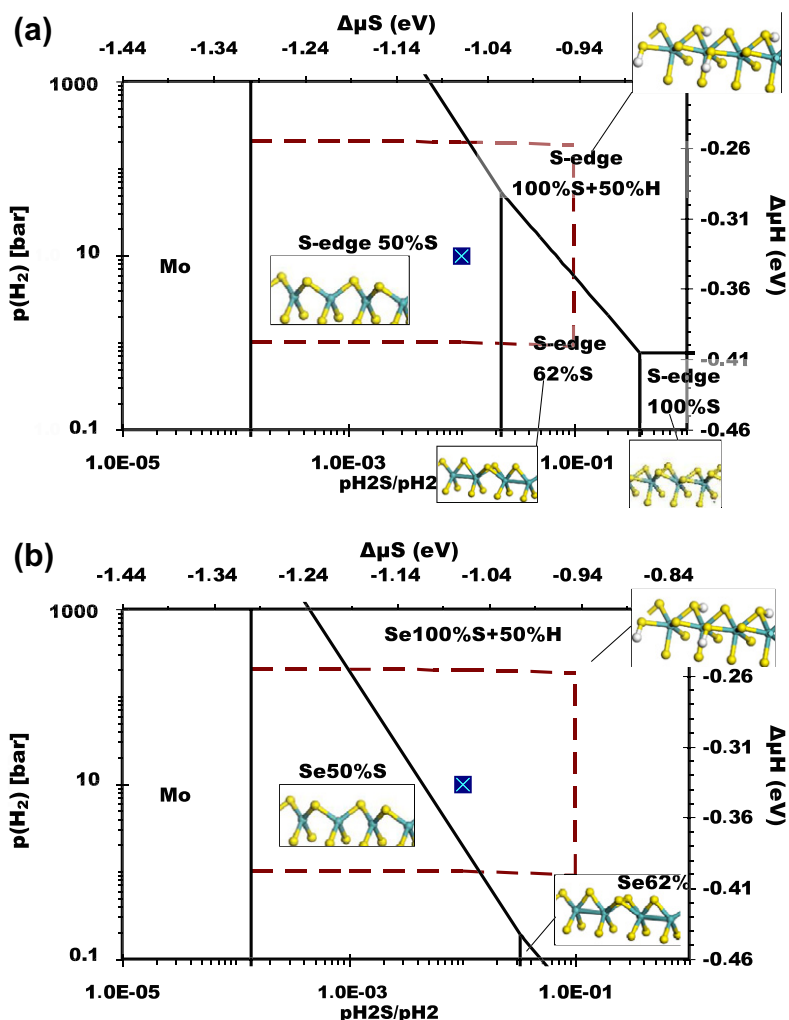 (a)
ΔμS (eV)
-1.44 -1.34 -1.24 -1.14 -1.04 -0.94
1000
10
0.1
p(H₂) [bar]
Mo
S-edge 50%S
S-edge
100%S+50%H
S-edge
62%S
S-edge
100%S
-0.26
-0.31
-0.36
-0.41
-0.46
ΔμH (eV)
1.0E-05 1.0E-03 1.0E-01
pH2S/pH2
(b)
ΔμS (eV)
-1.44 -1.34 -1.24 -1.14 -1.04 -0.94 -0.84
1000
10
0.1
p(H₂) [bar]
Mo
Se100%S+50%H
Se50%S
Se62%
-0.26
-0.31
-0.36
-0.41
-0.46
ΔμH (eV)
1.0E-05 1.0E-03 1.0E-01
pH2S/pH2